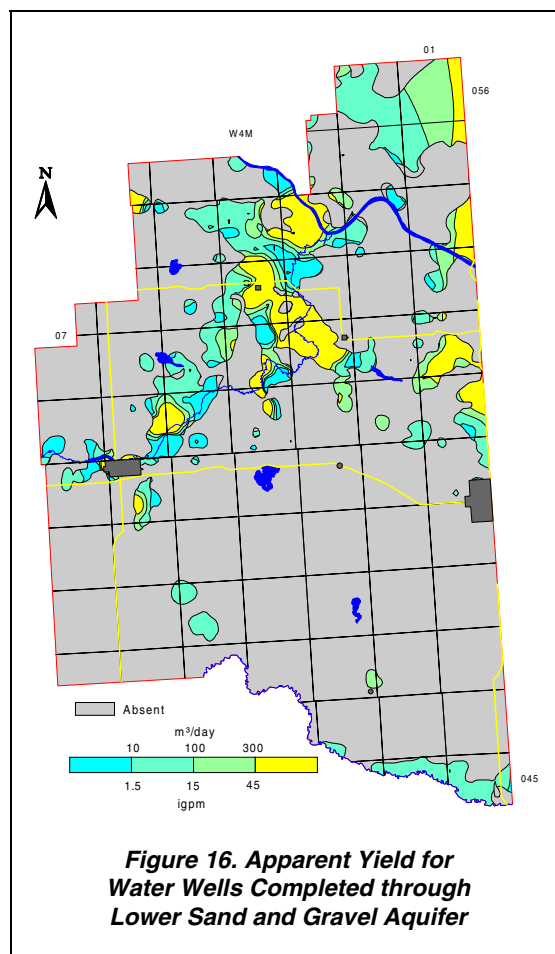 01
056
W4M
N
07
Absent
m³/day
10 100 300
1.5 15 45
igpm
045
Figure 16. Apparent Yield for
Water Wells Completed through
Lower Sand and Gravel Aquifer